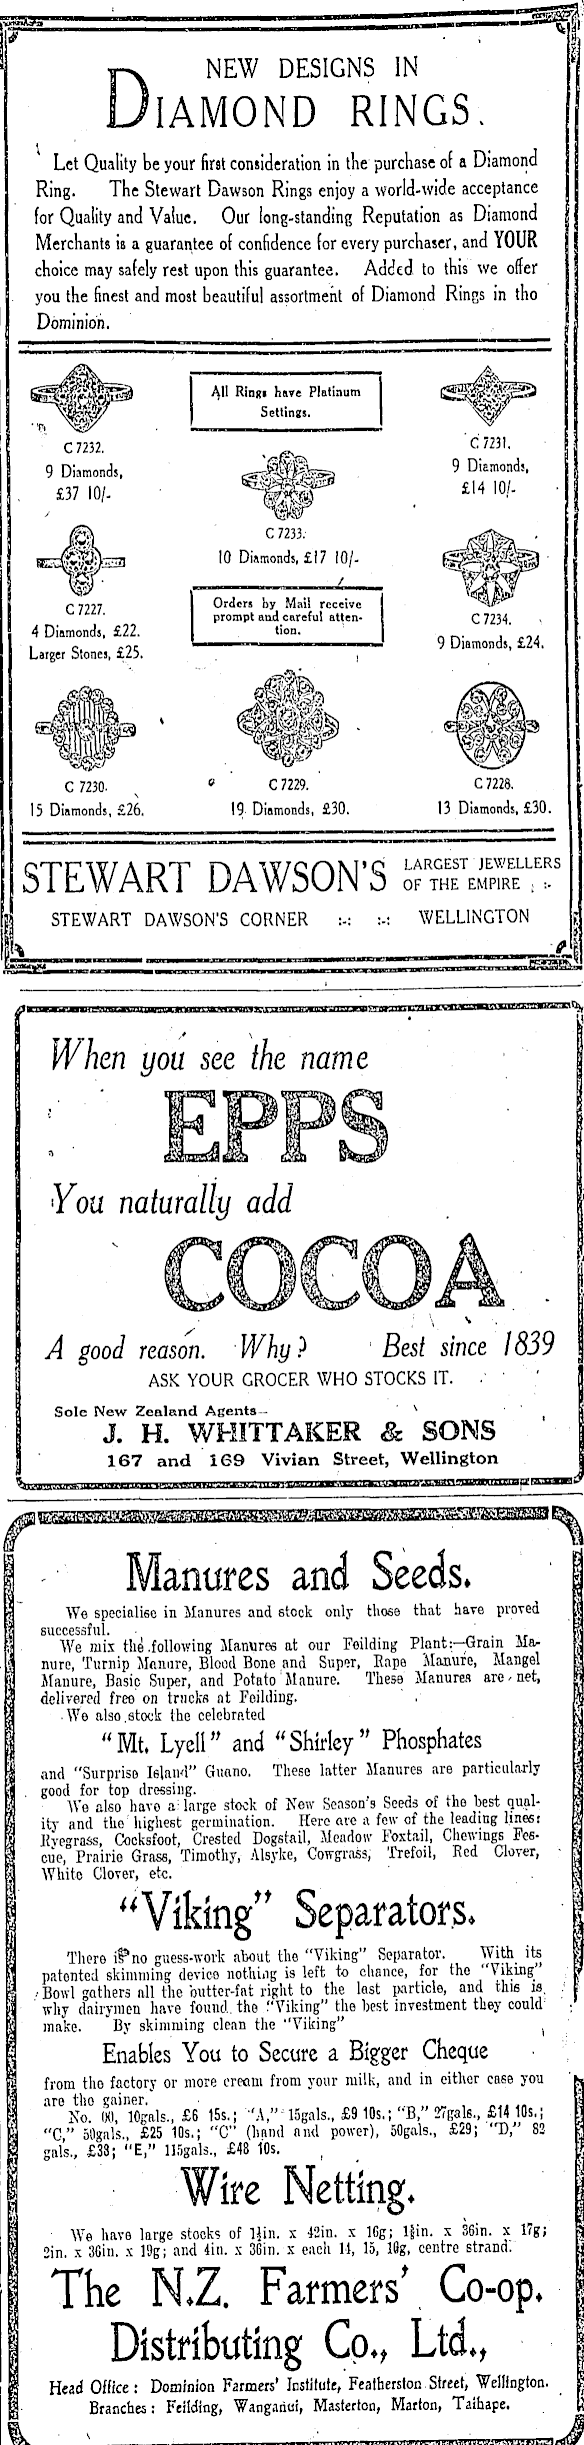 NEW DESIGNS IN
DIAMOND RINGS.
Let Quality be your first consideration in the purchase of a Diamond
Ring. The Stewart Dawson Rings enjoy a world-wide acceptance
for Quality and Value. Our long-standing Reputation as Diamond
Merchants is a guarantee of confidence for every purchaser, and YOUR
choice may safely rest upon this guarantee. Added to this we offer
you the finest and most beautiful assortment of Diamond Rings in the
Dominion.
All Rings have Platinum
Settings.
C 7232.
9 Diamonds,
£37 10/-
C 7231.
9 Diamonds,
£14 10/-
C 7233.
10 Diamonds, £17 10/-
C 7227.
4 Diamonds, £22.
Larger Stones, £25.
Orders by Mail receive
prompt and careful atten-
tion.
C 7234.
9 Diamonds, £24.
C 7230.
15 Diamonds, £26.
C 7229.
19 Diamonds, £30.
C 7228.
13 Diamonds, £30.
STEWART DAWSON'S LARGEST JEWELLERS
OF THE EMPIRE :-
STEWART DAWSON'S CORNER :-: :-: WELLINGTON
When you see the name
EPPS
You naturally add
COCOA
A good reason. Why? Best since 1839
ASK YOUR GROCER WHO STOCKS IT.
Sole New Zealand Agents—
J. H. WHITTAKER & SONS
167 and 169 Vivian Street, Wellington
Manures and Seeds.
We specialise in Manures and stock only those that have proved
successful.
We mix the following Manures at our Feilding Plant:—Grain Ma-
nure, Turnip Manure, Blood Bone and Super, Rape Manure, Mangel
Manure, Basic Super, and Potato Manure. These Manures are net,
delivered free on trucks at Feilding.
We also stock the celebrated
"Mt. Lyell" and "Shirley" Phosphates
and "Surprise Island" Guano. These latter Manures are particularly
good for top dressing.
We also have a large stock of New Season's Seeds of the best qual-
ity and the highest germination. Here are a few of the leading lines:
Ryegrass, Cocksfoot, Crested Dogstail, Meadow Foxtail, Chewings Fes-
cue, Prairie Grass, Timothy, Alsyke, Cowgrass, Trefoil, Red Clover,
White Clover, etc.
"Viking" Separators.
There is no guess-work about the "Viking" Separator. With its
patented skimming device nothing is left to chance, for the "Viking"
Bowl gathers all the butter-fat right to the last particle, and this is
why dairymen have found the "Viking" the best investment they could
make. By skimming clean the "Viking"
Enables You to Secure a Bigger Cheque
from the factory or more cream from your milk, and in either case you
are the gainer.
No. 10gals., £6 15s.; "A," 15gals., £9 10s.; "B," 27gals., £14 10s.;
"C," 50gals., £25 10s.; "C" (hand and power), 50gals., £29; "D," 82
gals., £38; "E," 115gals., £48 10s.
Wire Netting.
We have large stocks of x 42in. x 16g; x 36in. x 17g;
2in. x 36in. x 19g; and 4in. x 36in. x each 14, 15, 16g, centre strand.
The N.Z. Farmers' Co-op.
Distributing Co., Ltd.,
Head Office: Dominion Farmers' Institute, Featherston Street, Wellington.
Branches: Feilding, Wanganui, Masterton, Marton, Taihape.